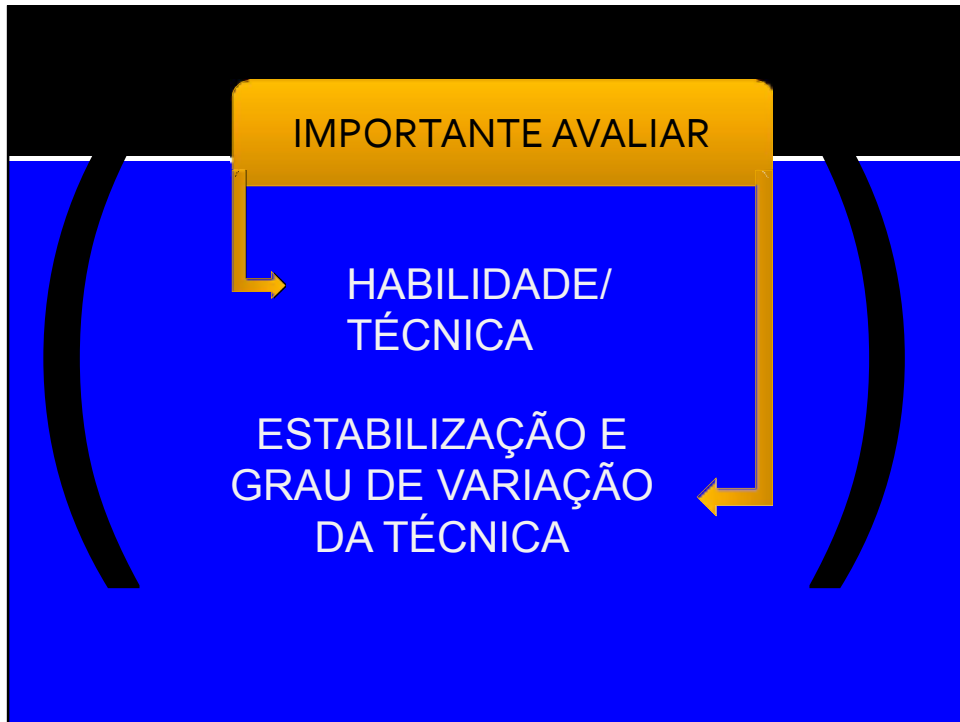 IMPORTANTE AVALIAR
HABILIDADE/
TÉCNICA
ESTABILIZAÇÃO E
GRAU DE VARIAÇÃO
DA TÉCNICA